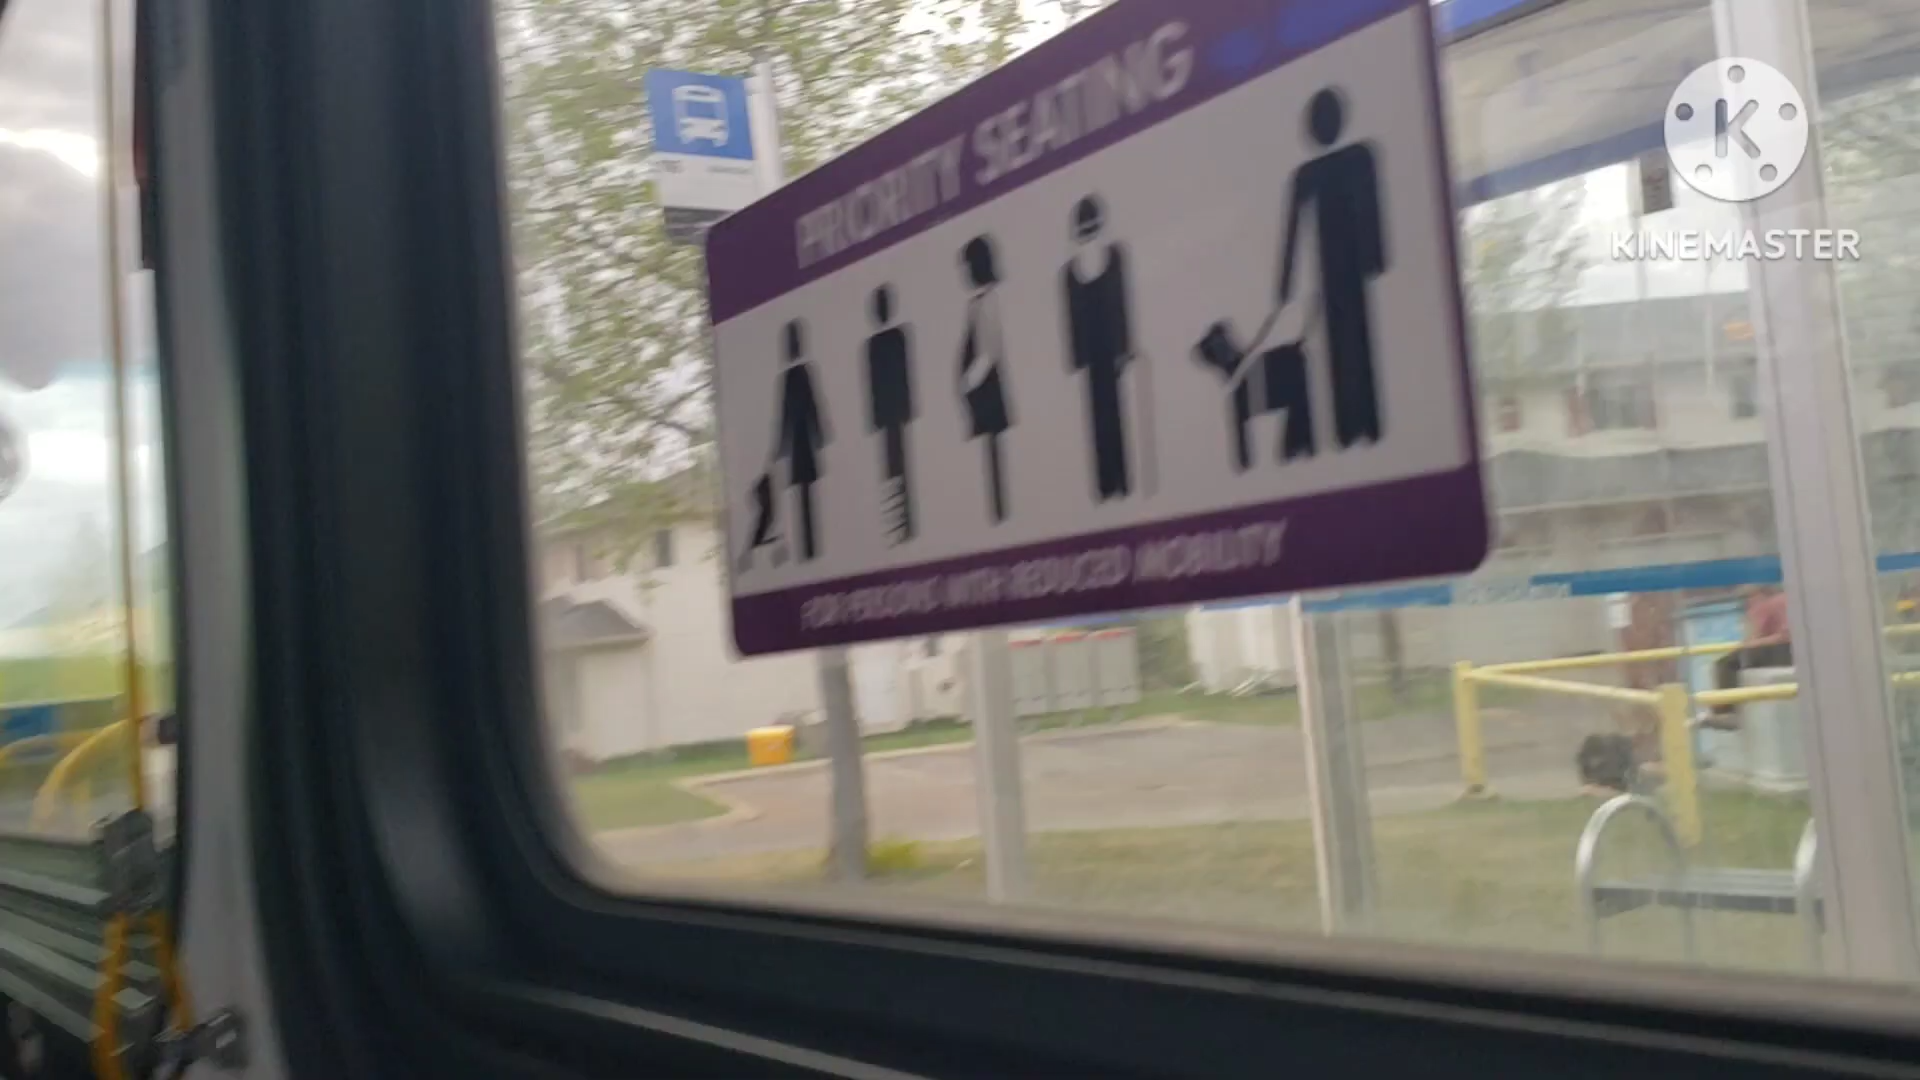 PRIORITY SEATING
FOR PERSONS WITH REDUCED MOBILITY
K
KINEMASTER